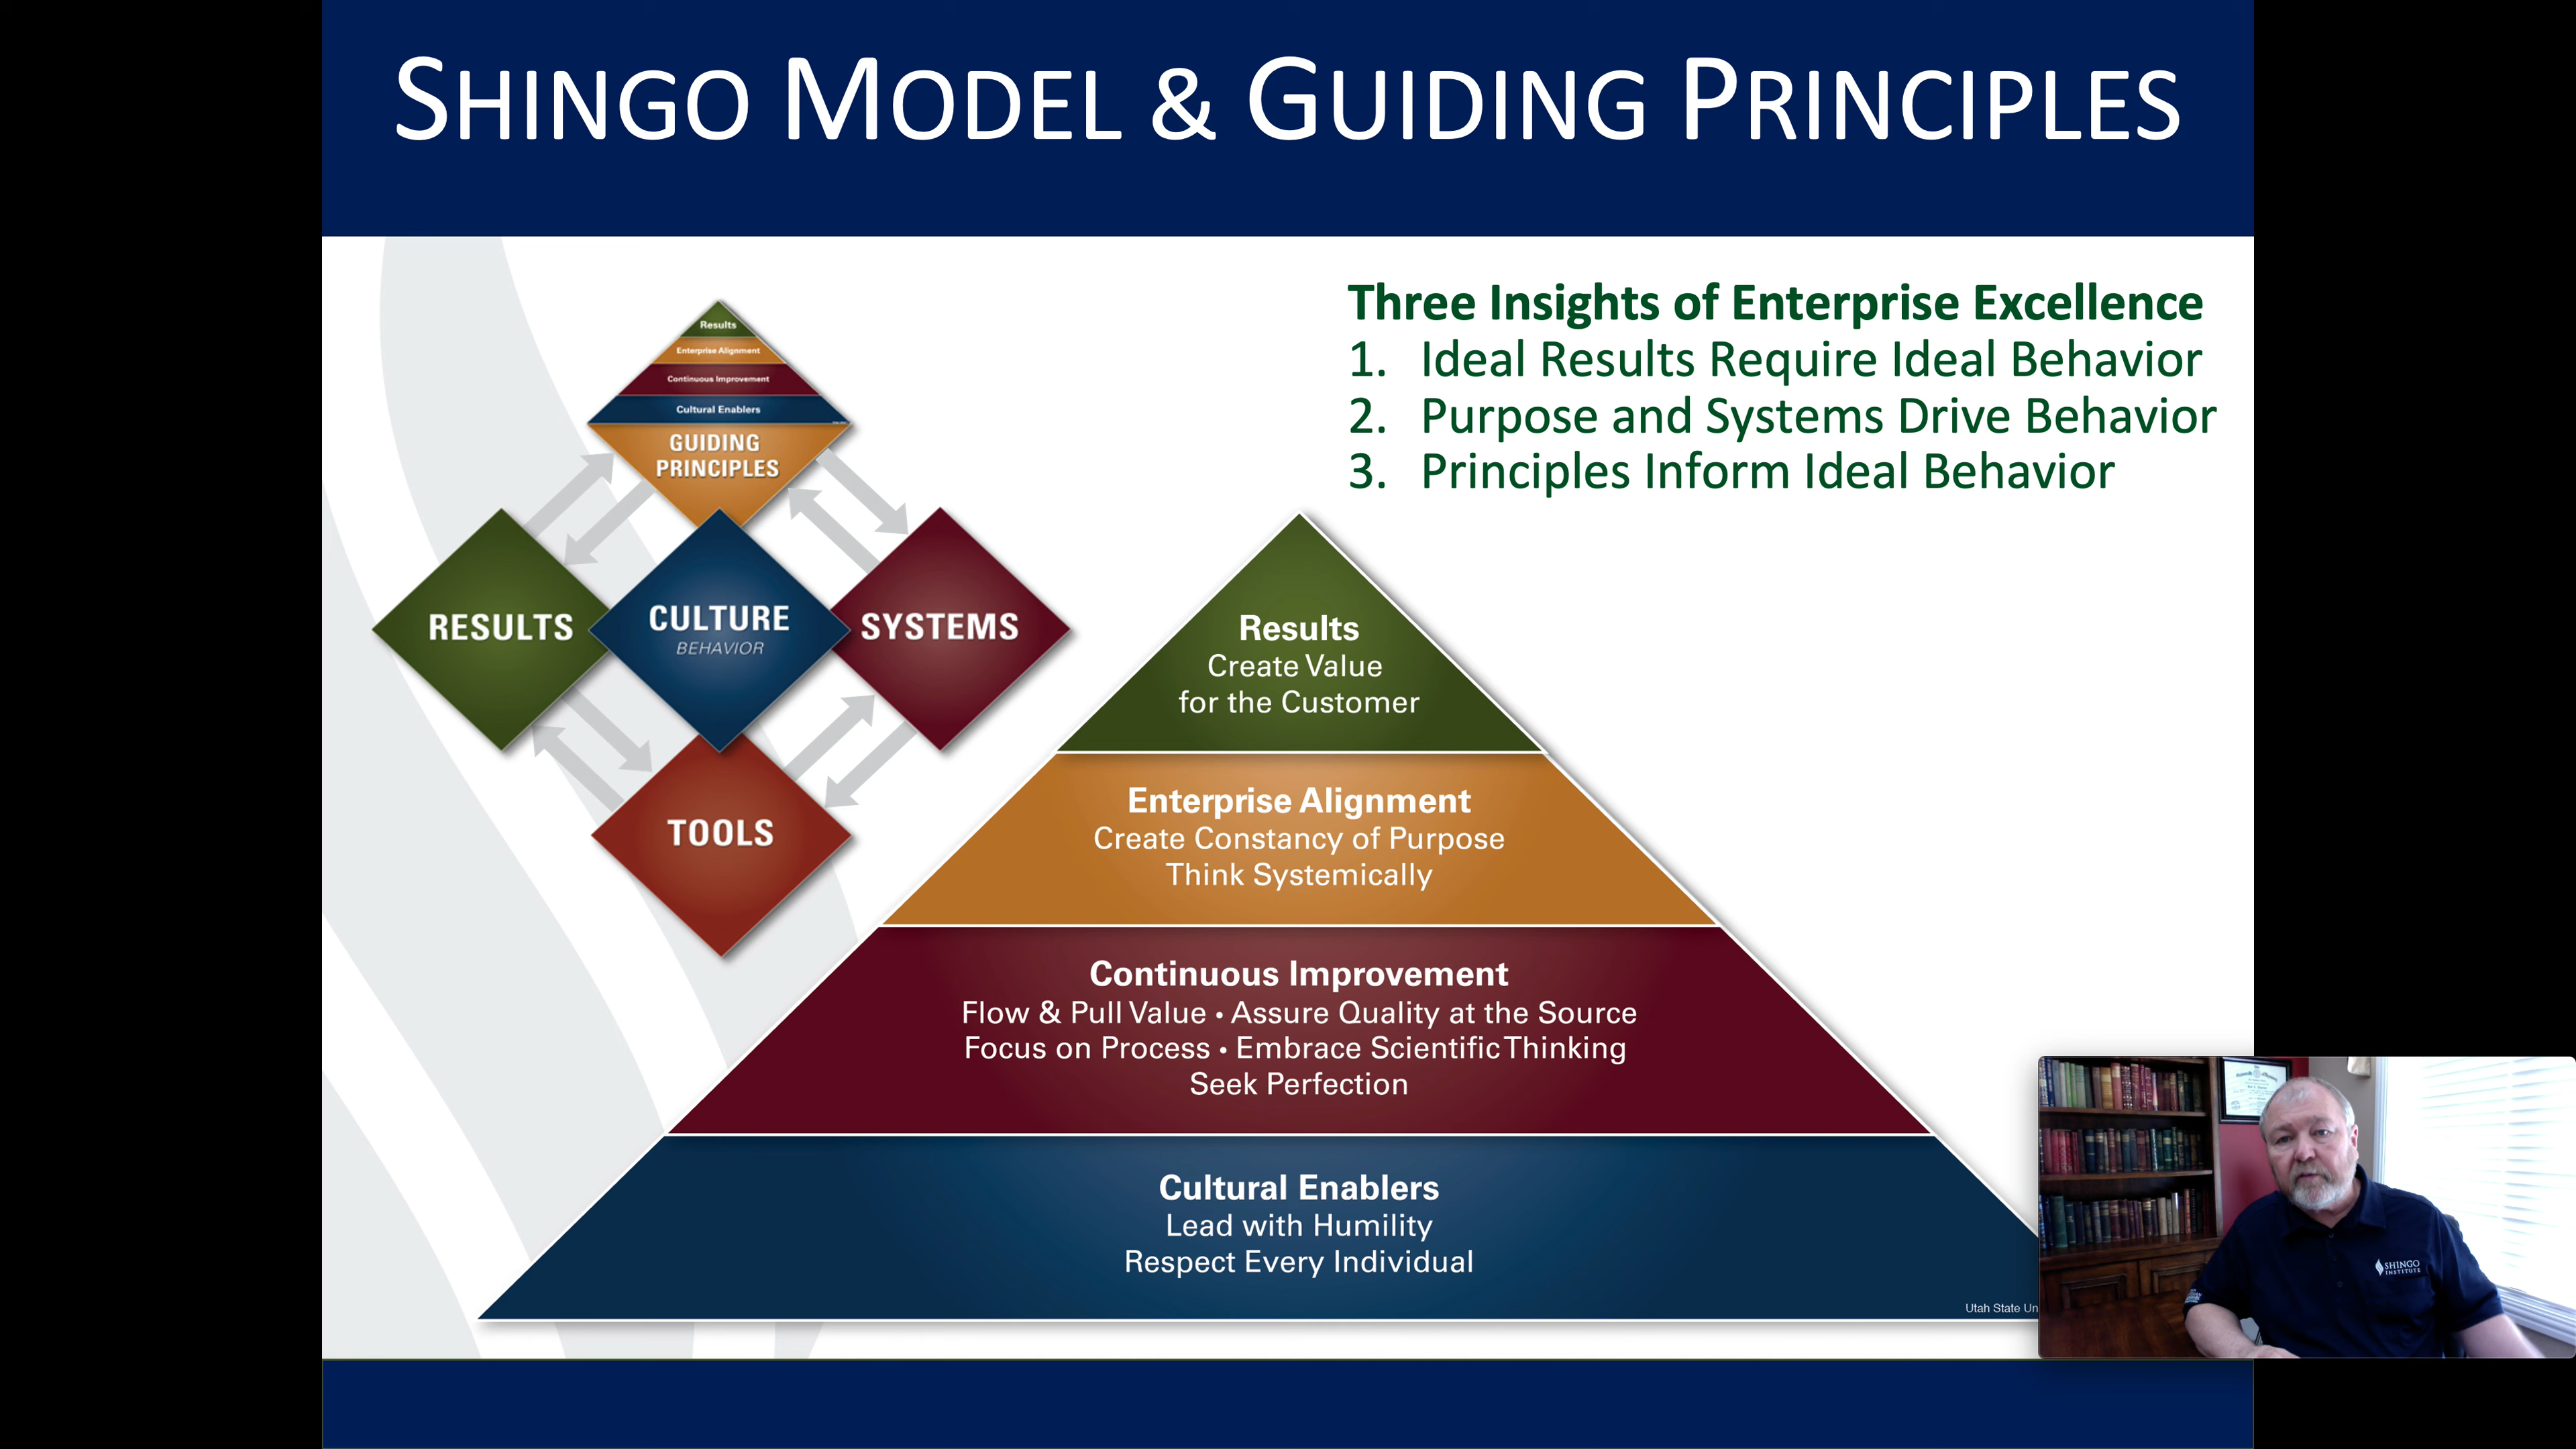 SHINGO MODEL & GUIDING PRINCIPLES
Three Insights of Enterprise Excellence
1. Ideal Results Require Ideal Behavior
2. Purpose and Systems Drive Behavior
3. Principles Inform Ideal Behavior
Results
Enterprise Alignment
Continuous Improvement
Cultural Enablers
GUIDING
PRINCIPLES
RESULTS
CULTURE
BEHAVIOR
SYSTEMS
TOOLS
Results
Create Value
for the Customer
Enterprise Alignment
Create Constancy of Purpose
Think Systemically
Continuous Improvement
Flow & Pull Value • Assure Quality at the Source
Focus on Process • Embrace Scientific Thinking
Seek Perfection
Cultural Enablers
Lead with Humility
Respect Every Individual
Utah State Un
SHINGO
INSTITUTE